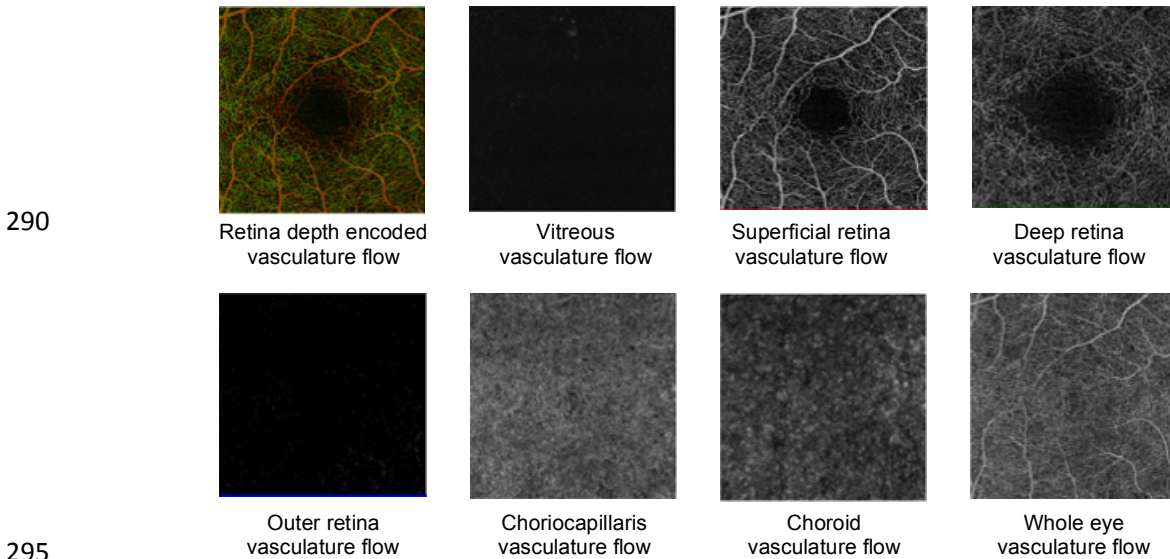 290
Retina depth encoded
vasculature flow
Vitreous
vasculature flow
Superficial retina
vasculature flow
Deep retina
vasculature flow
295
Outer retina
vasculature flow
Choriocapillaris
vasculature flow
Choroid
vasculature flow
Whole eye
vasculature flow